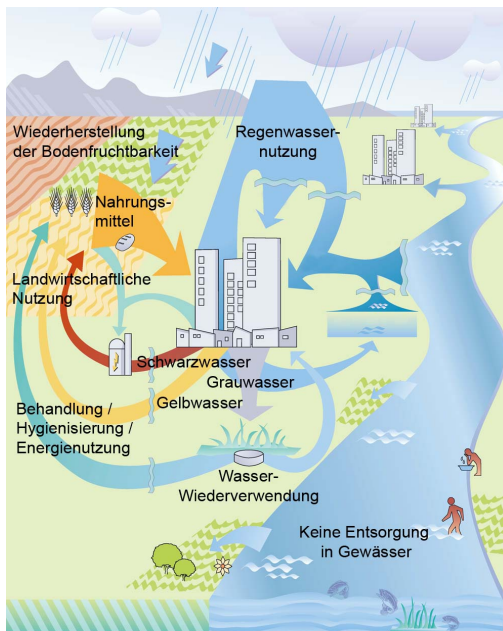 Wiederherstellung
der Bodenfruchtbarkeit
Regenwasser-
nutzung
Nahrungs-
mittel
Landwirtschaftliche
Nutzung
Schwarzwasser
Grauwasser
Gelbwasser
Behandlung /
Hygienisierung /
Energienutzung
Wasser-
Wiederverwendung
Keine Entsorgung
in Gewässer